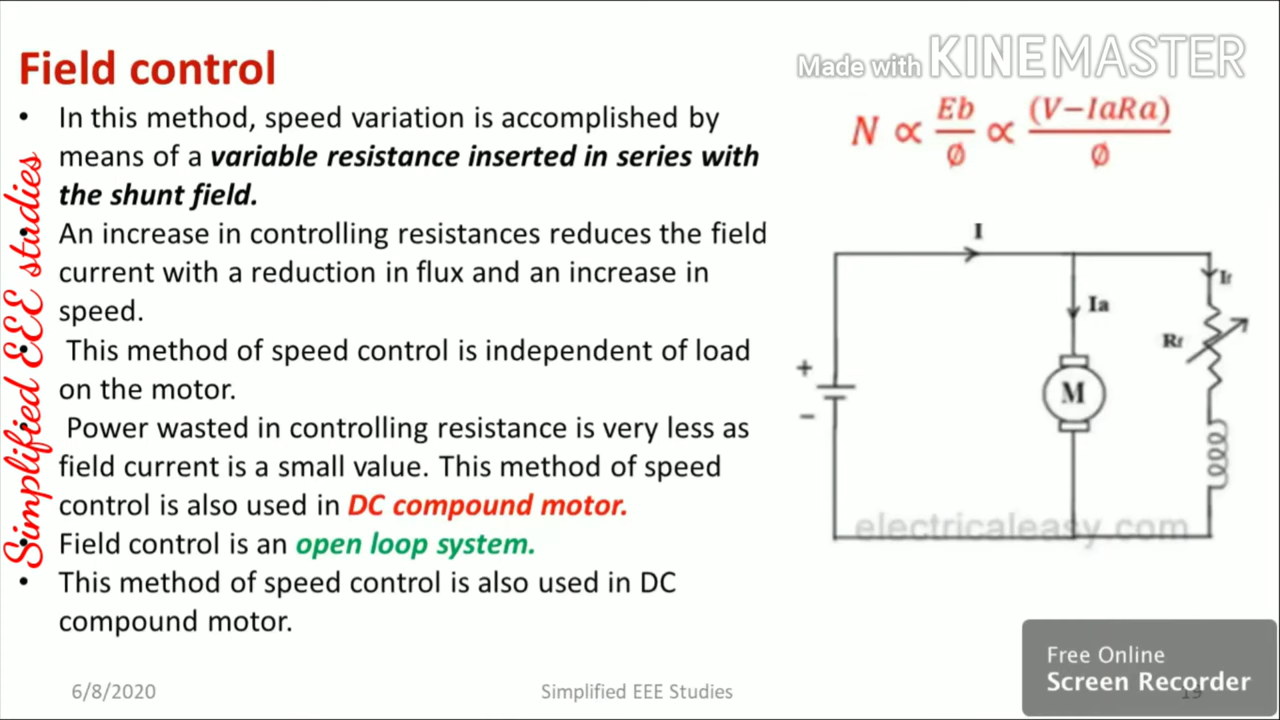 Field control
Made with KINEMASTER
• In this method, speed variation is accomplished by
means of a variable resistance inserted in series with
the shunt field.
• An increase in controlling resistances reduces the field
current with a reduction in flux and an increase in
speed.
• This method of speed control is independent of load
on the motor.
• Power wasted in controlling resistance is very less as
field current is a small value. This method of speed
control is also used in DC compound motor.
• Field control is an open loop system.
• This method of speed control is also used in DC
compound motor.
Simplified EEE studies
N ∝ Eb/ø ∝ (V−IaRa)/ø
I
If
Ia
Rf
+
M
−
electricaleasy.com
6/8/2020
Simplified EEE Studies
Free Online
Screen Recorder